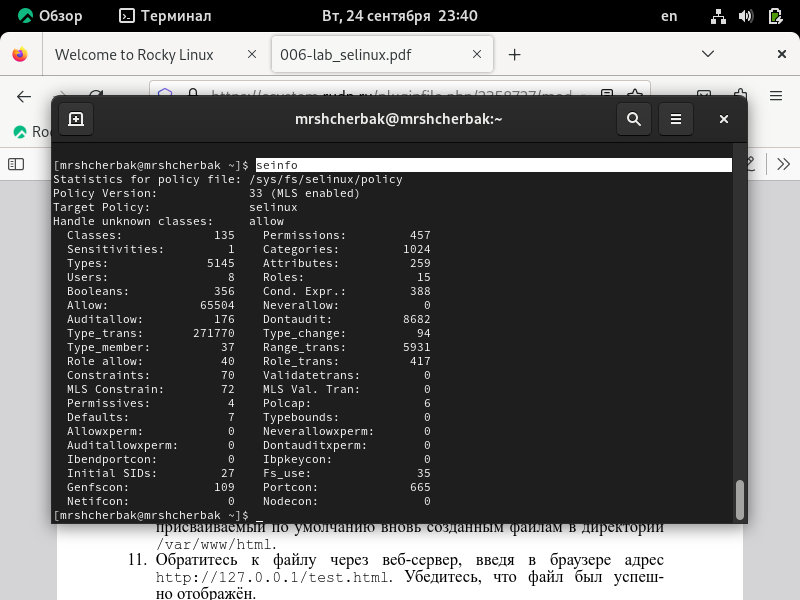 Обзор Терминал Вт, 24 сентября 23:40 en
Welcome to Rocky Linux 006-lab_selinux.pdf
mrshcherbak@mrshcherbak:~
[mrshcherbak@mrshcherbak ~]$ seinfo
Statistics for policy file: /sys/fs/selinux/policy
Policy Version: 33 (MLS enabled)
Target Policy: selinux
Handle unknown classes: allow
Classes: 135 Permissions: 457
Sensitivities: 1 Categories: 1024
Types: 5145 Attributes: 259
Users: 8 Roles: 15
Booleans: 356 Cond. Expr.: 388
Allow: 65504 Neverallow: 0
Auditallow: 176 Dontaudit: 8682
Type_trans: 271770 Type_change: 94
Type_member: 37 Range_trans: 5931
Role allow: 40 Role_trans: 417
Constraints: 70 Validatetrans: 0
MLS Constrain: 72 MLS Val. Tran: 0
Permissives: 4 Polcap: 6
Defaults: 7 Typebounds: 0
Allowxperm: 0 Neverallowxperm: 0
Auditallowxperm: 0 Dontauditxperm: 0
Ibendportcon: 0 Ibpkeycon: 0
Initial SIDs: 27 Fs_use: 35
Genfscon: 109 Portcon: 665
Netifcon: 0 Nodecon: 0
[mrshcherbak@mrshcherbak ~]$
присваиваемый по умолчанию вновь созданным файлам в директории
/var/www/html.
11. Обратитесь к файлу через веб-сервер, введя в браузере адрес
http://127.0.0.1/test.html. Убедитесь, что файл был успеш-
но отображён.